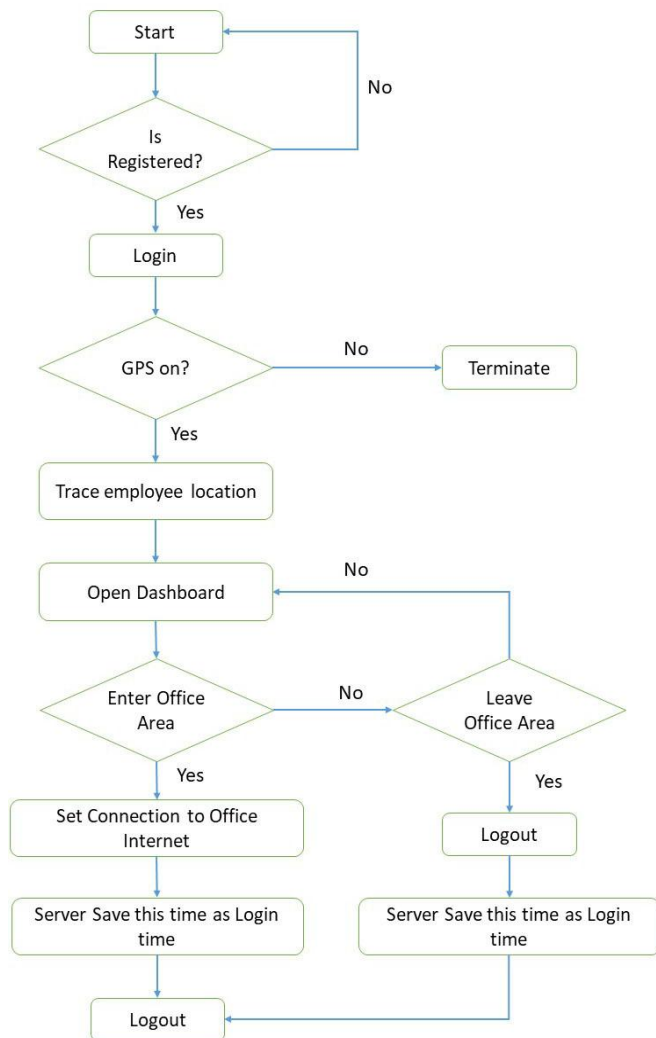 Start
No
Is
Registered?
Yes
Login
GPS on?
No
Terminate
Yes
Trace employee location
No
Open Dashboard
Enter Office
Area
No
Leave
Office Area
Yes
Yes
Set Connection to Office
Internet
Logout
Server Save this time as Login
time
Server Save this time as Login
time
Logout